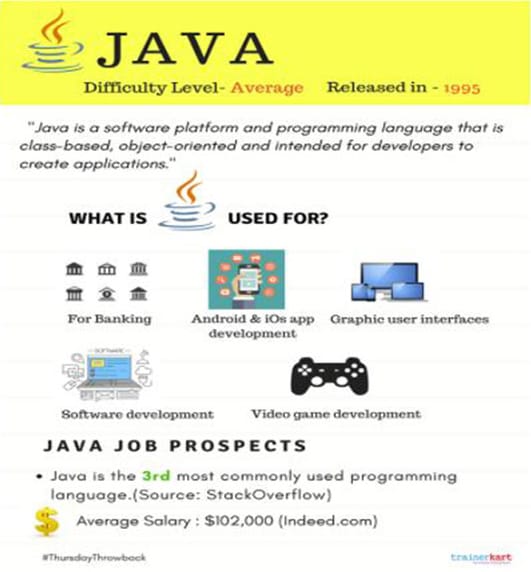 JAVA
Difficulty Level- Average Released in - 1995
"Java is a software platform and programming language that is
class-based, object-oriented and intended for developers to
create applications."
WHAT IS USED FOR?
For Banking
Android & iOs app
development
Graphic user interfaces
SOFTWARE
Software development
Video game development
JAVA JOB PROSPECTS
• Java is the 3rd most commonly used programming
language.(Source: StackOverflow)
$ Average Salary : $102,000 (Indeed.com)
#ThursdayThrowback
trainerkart